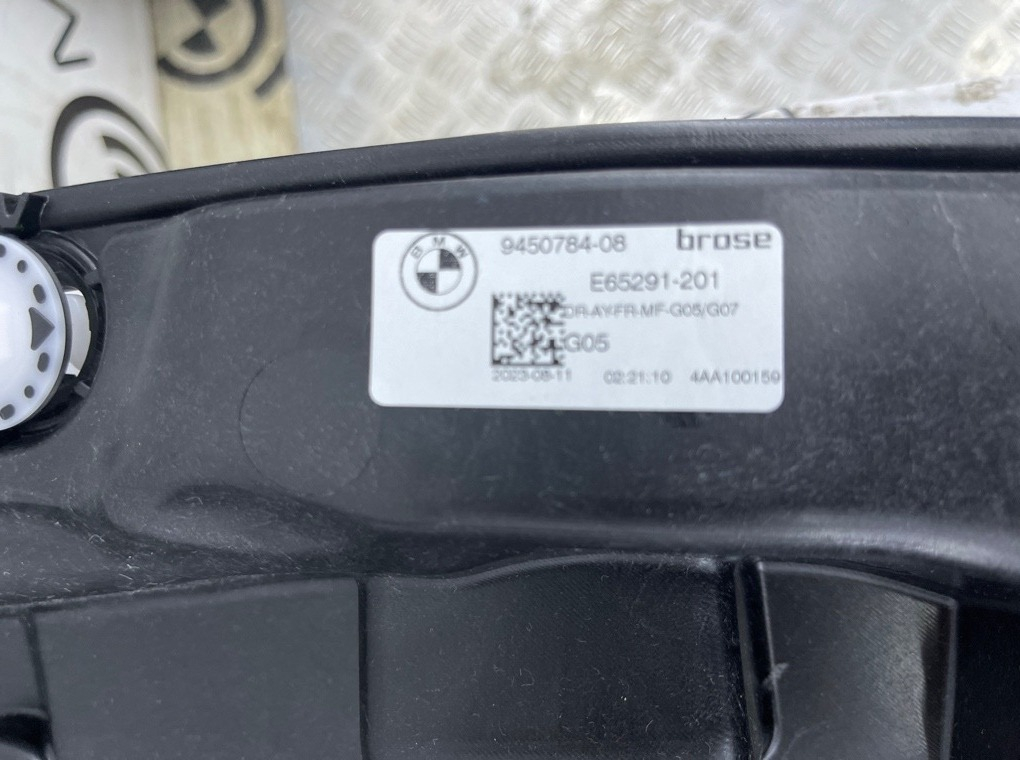 BMW
9450784-08
brose
E65291-201
DR-AY-FR-MF-G05/G07
G05
2023-08-11 02:21:10 4AA100159